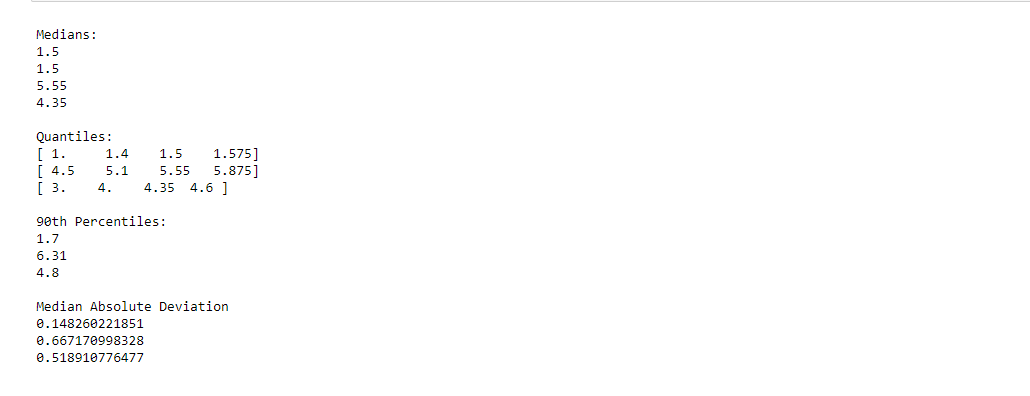 Medians:
1.5
1.5
5.55
4.35
Quantiles:
[ 1.     1.4    1.5    1.575]
[ 4.5    5.1    5.55   5.875]
[ 3.    4.    4.35  4.6 ]
90th Percentiles:
1.7
6.31
4.8
Median Absolute Deviation
0.148260221851
0.667170998328
0.518910776477